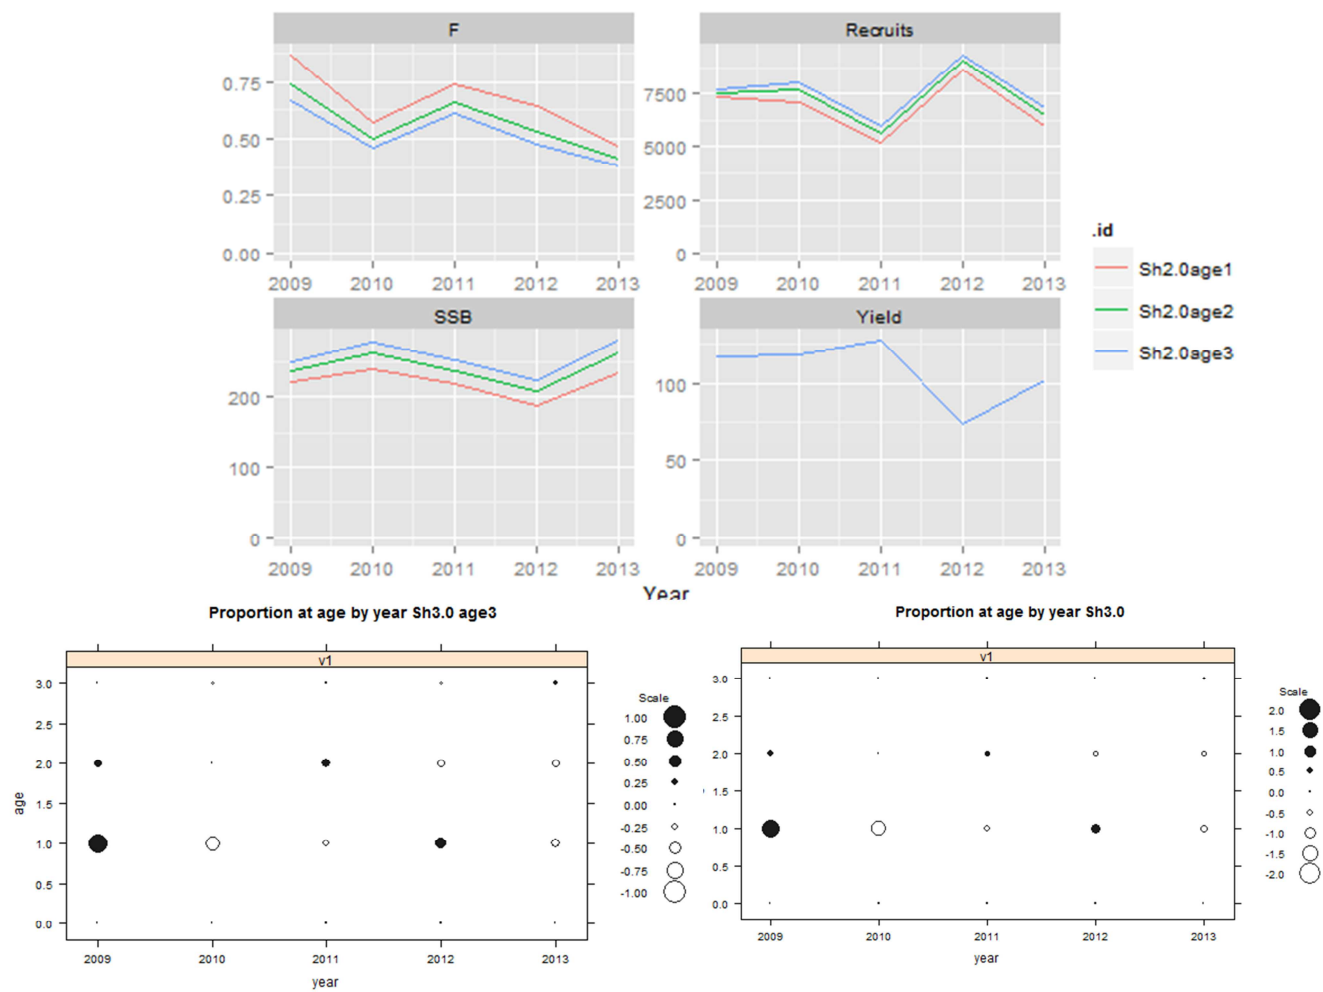 F
Recruits
0.75
0.50
0.25
0.00
7500
5000
2500
0
2009 2010 2011 2012 2013
2009 2010 2011 2012 2013
.id
Sh2.0age1
Sh2.0age2
Sh2.0age3
SSB
Yield
200
100
0
100
50
0
2009 2010 2011 2012 2013
2009 2010 2011 2012 2013
Year
Proportion at age by year Sh3.0 age3
v1
3.0
2.5
2.0
1.5
1.0
0.5
0.0
age
2009 2010 2011 2012 2013
year
Scale
1.00
0.75
0.50
0.25
0.00
-0.25
-0.50
-0.75
-1.00
Proportion at age by year Sh3.0
v1
3.0
2.5
2.0
1.5
1.0
0.5
0.0
2009 2010 2011 2012 2013
year
Scale
2.0
1.5
1.0
0.5
0.0
-0.5
-1.0
-1.5
-2.0